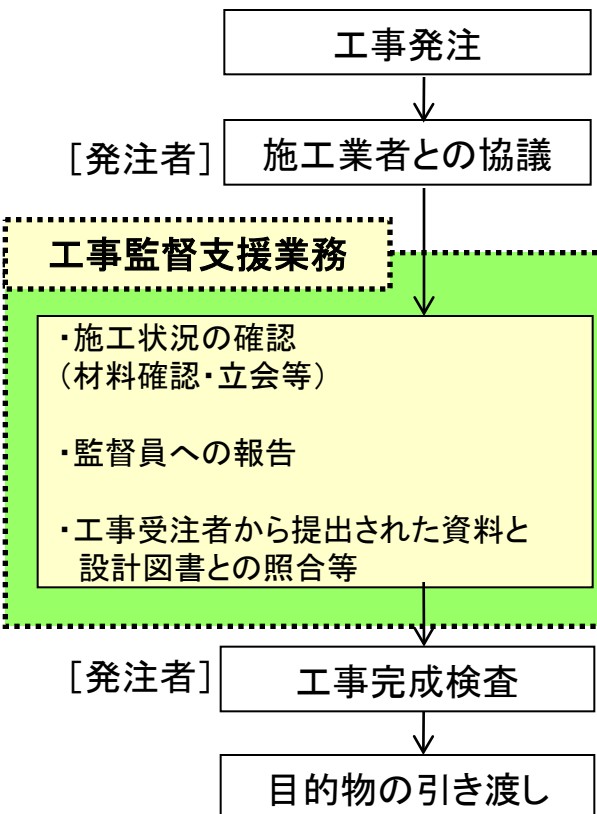 工事発注
[発注者] 施工業者との協議
工事監督支援業務
・施工状況の確認
（材料確認・立会等）
・監督員への報告
・工事受注者から提出された資料と
設計図書との照合等
[発注者] 工事完成検査
目的物の引き渡し